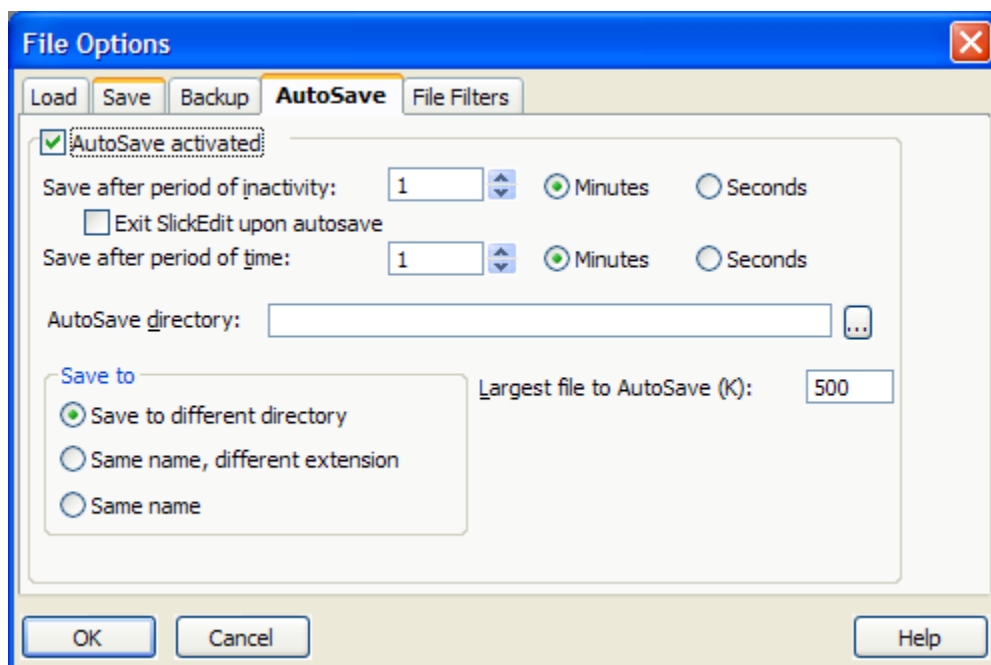 File Options
Load Save Backup AutoSave File Filters
AutoSave activated
Save after period of inactivity: 1 Minutes Seconds
Exit SlickEdit upon autosave
Save after period of time: 1 Minutes Seconds
AutoSave directory: ...
Save to
Largest file to AutoSave (K): 500
Save to different directory
Same name, different extension
Same name
OK Cancel Help